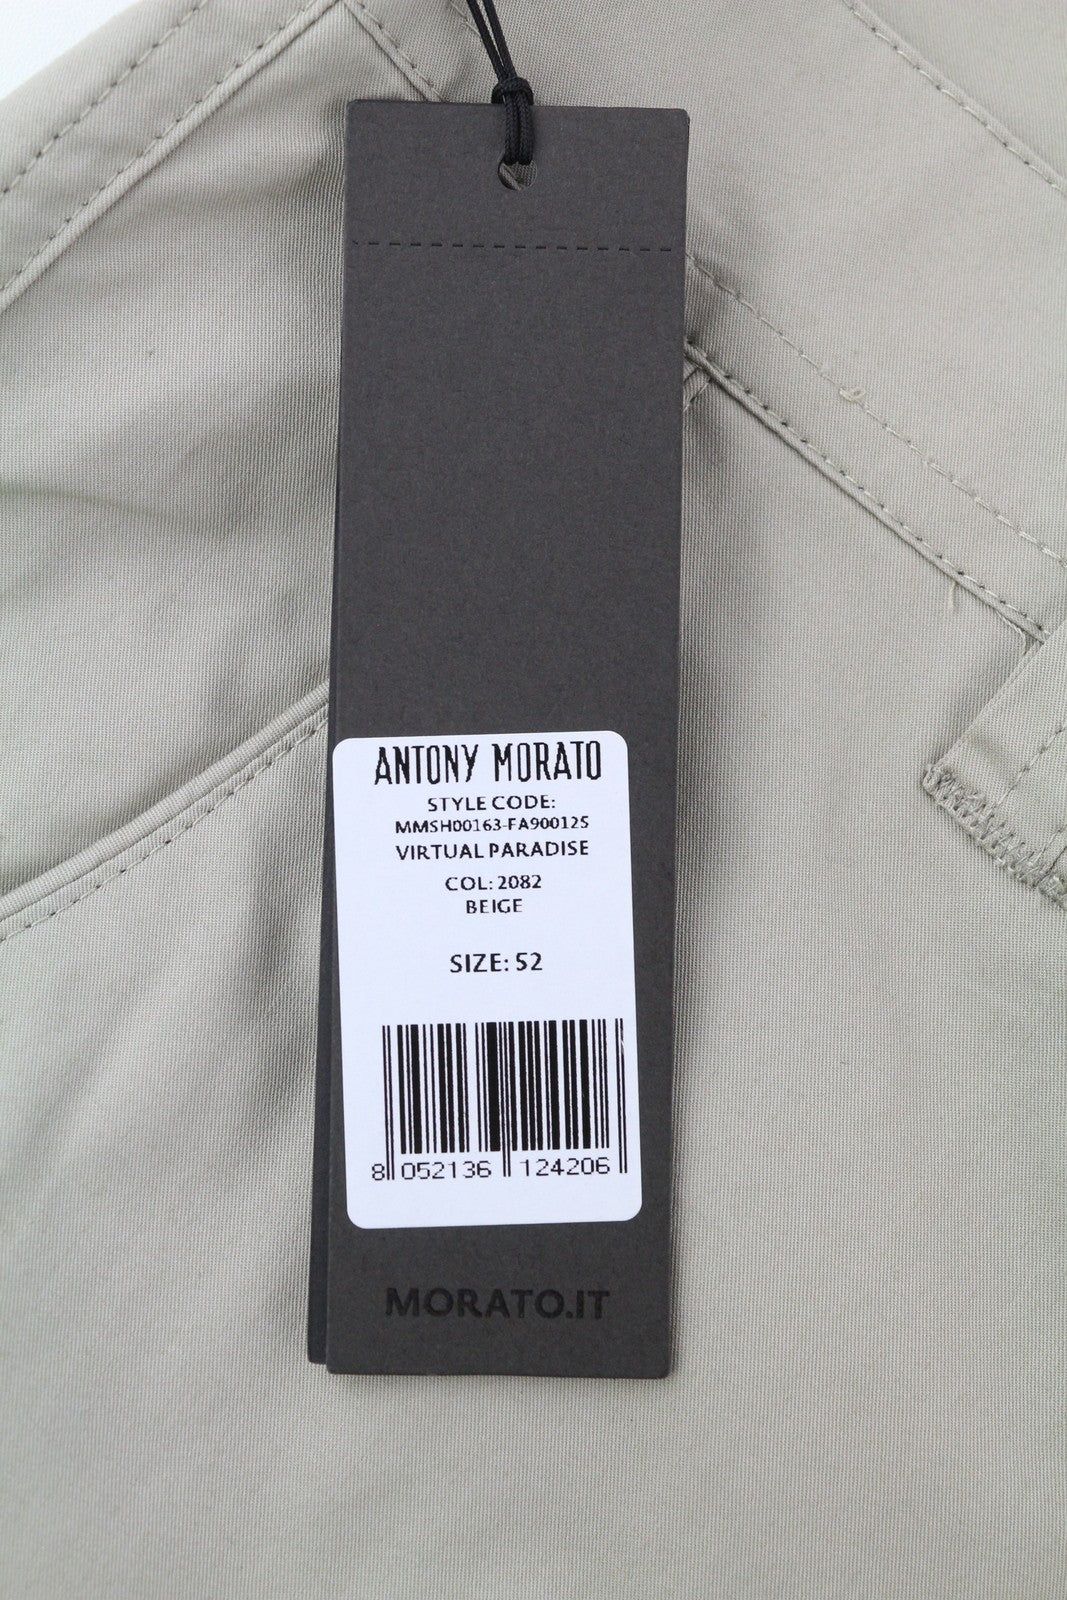 ANTONY MORATO
STYLE CODE:
MMSH00163-FA900125
VIRTUAL PARADISE
COL: 2082
BEIGE
SIZE: 52
8 052136 124206
MORATO.IT